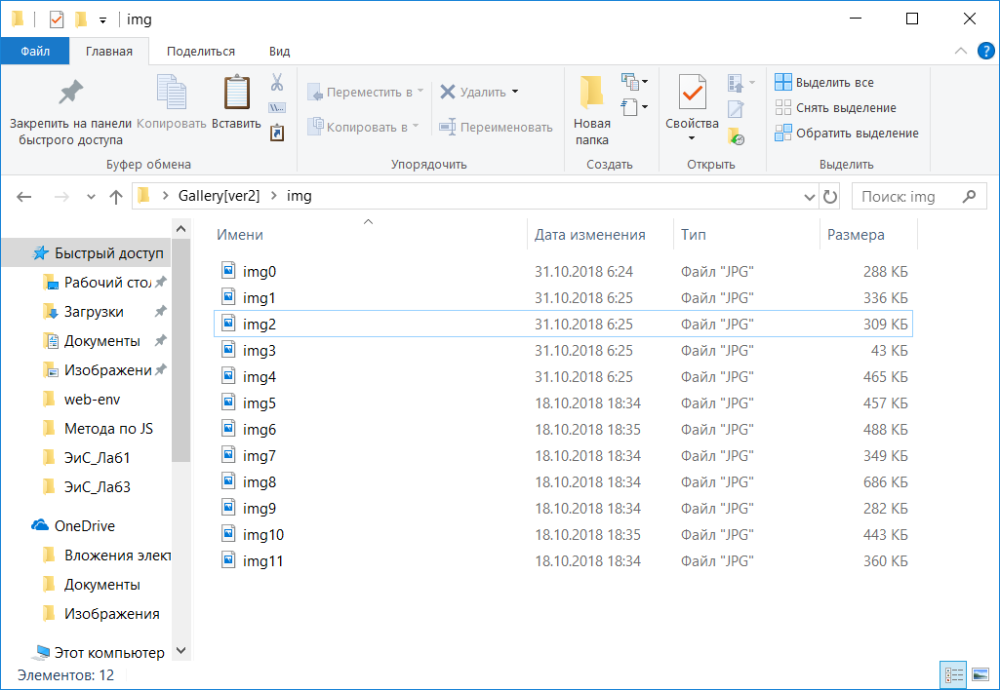 img
Файл Главная Поделиться Вид
Закрепить на панели быстрого доступа
Копировать
Вставить
Переместить в
Копировать в
Удалить
Переименовать
Новая папка
Свойства
Выделить все
Снять выделение
Обратить выделение
Буфер обмена Упорядочить Создать Открыть Выделить
Gallery[ver2] img
Поиск: img
Быстрый доступ
Рабочий стол
Загрузки
Документы
Изображени
web-env
Метода по JS
ЭиС_Лаб1
ЭиС_Лаб3
OneDrive
Вложения элект
Документы
Изображения
Этот компьютер
Имени Дата изменения Тип Размера
img0 31.10.2018 6:24 Файл "JPG" 288 КБ
img1 31.10.2018 6:25 Файл "JPG" 336 КБ
img2 31.10.2018 6:25 Файл "JPG" 309 КБ
img3 31.10.2018 6:25 Файл "JPG" 43 КБ
img4 31.10.2018 6:25 Файл "JPG" 465 КБ
img5 18.10.2018 18:34 Файл "JPG" 457 КБ
img6 18.10.2018 18:35 Файл "JPG" 488 КБ
img7 18.10.2018 18:34 Файл "JPG" 349 КБ
img8 18.10.2018 18:34 Файл "JPG" 686 КБ
img9 18.10.2018 18:34 Файл "JPG" 282 КБ
img10 18.10.2018 18:35 Файл "JPG" 443 КБ
img11 18.10.2018 18:34 Файл "JPG" 360 КБ
Элементов: 12